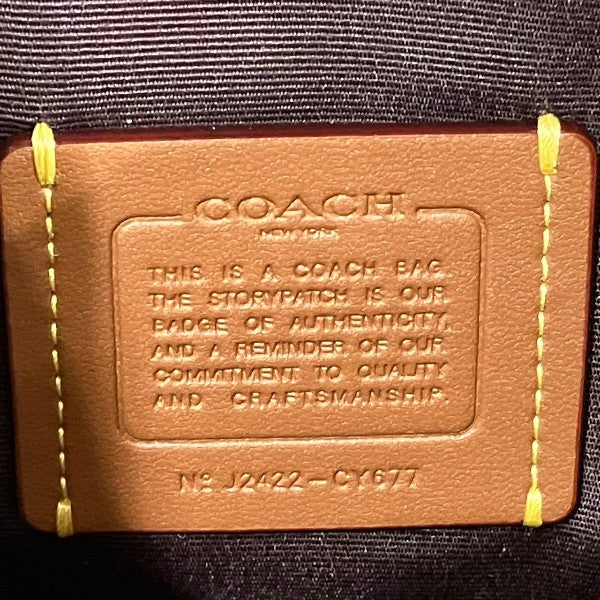 COACH
NEW YORK
THIS IS A COACH BAG.
THE STORYPATCH IS OUR
BADGE OF AUTHENTICITY,
AND A REMINDER OF OUR
COMMITMENT TO QUALITY
AND CRAFTSMANSHIP.
Nº J2422-CY677